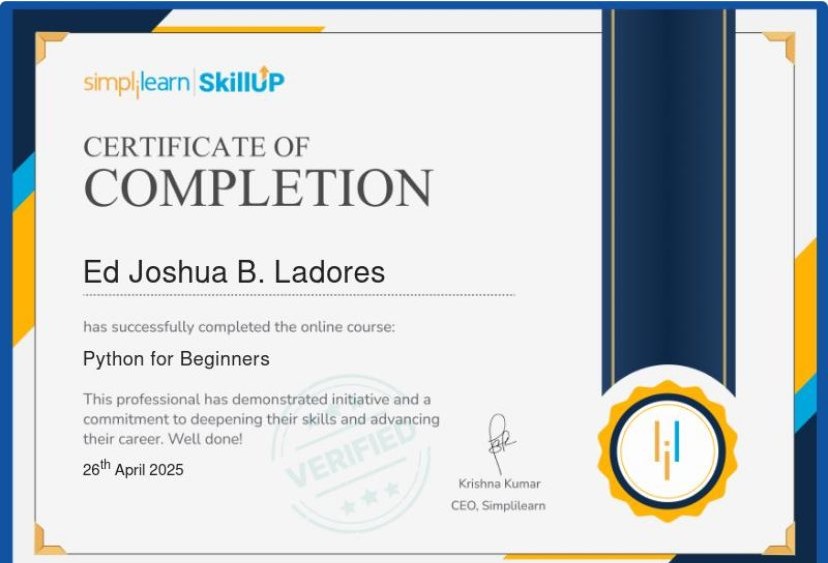 simplilearn | SkillUP
CERTIFICATE OF
COMPLETION
Ed Joshua B. Ladores
has successfully completed the online course:
Python for Beginners
This professional has demonstrated initiative and a
commitment to deepening their skills and advancing
their career. Well done!
26th April 2025
VERIFIED
Krishna Kumar
CEO, Simplilearn